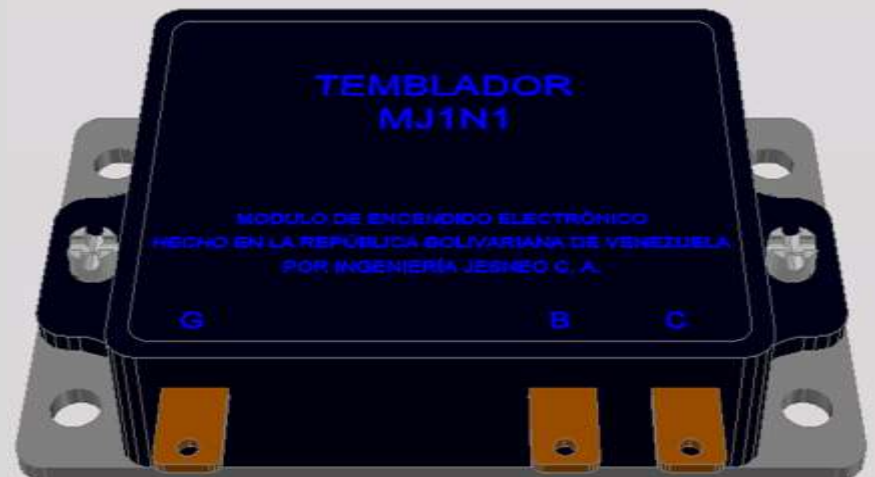 TEMBLADOR
MJ1N1
MODULO DE ENCENDIDO ELECTRÓNICO
HECHO EN LA REPÚBLICA BOLIVARIANA DE VENEZUELA
POR INGENIERÍA JESNEO C. A.
G B C